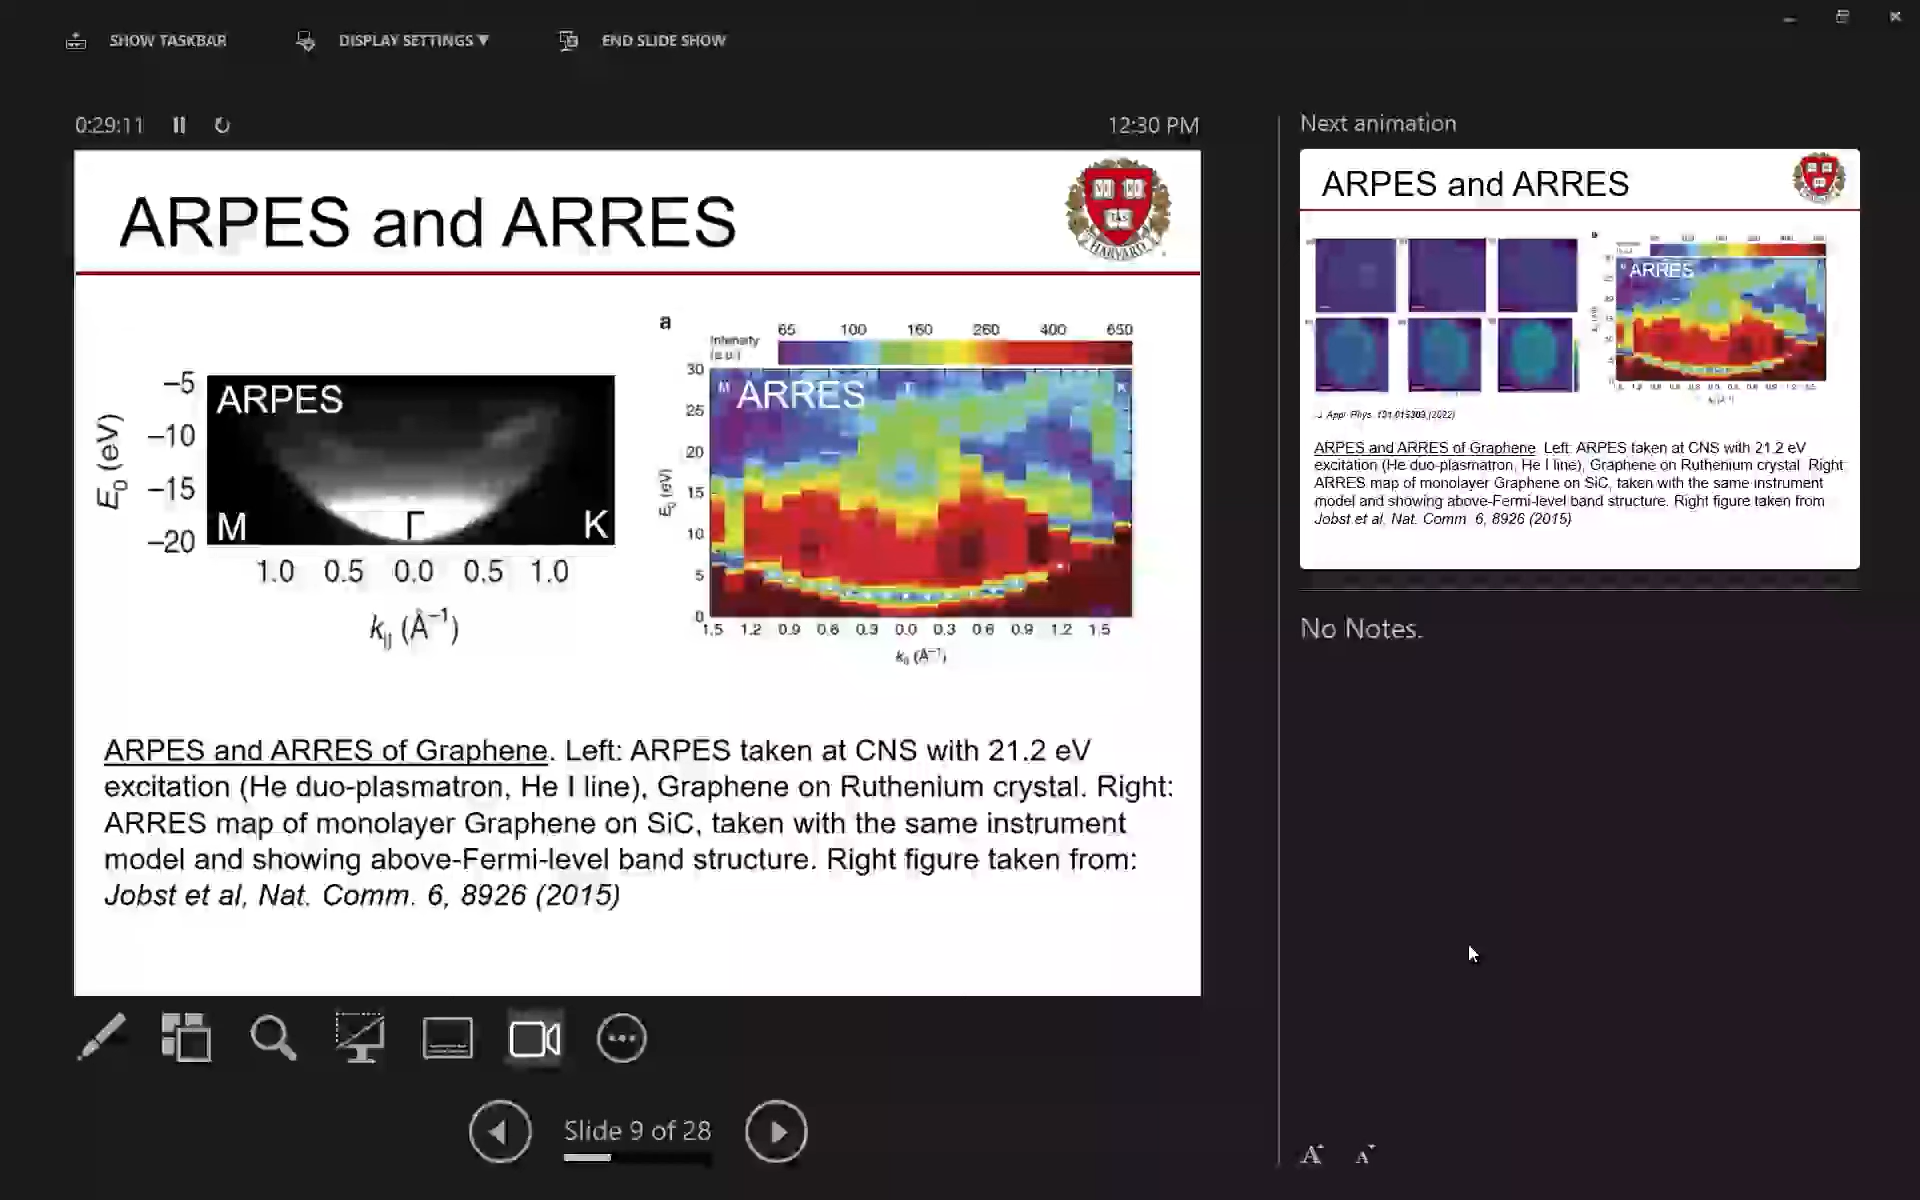 SHOW TASKBAR
DISPLAY SETTINGS ▼
END SLIDE SHOW
0:29:11
12:30 PM
ARPES and ARRES
HARVARD
ARPES
–5
–10
–15
–20
E0 (eV)
M
Γ
K
1.0 0.5 0.0 0.5 1.0
k|| (Å⁻¹)
a
Intensity
(a.u.)
65 100 160 260 400 650
ARRES
M
Γ
K
30
25
20
15
10
5
0
E0 (eV)
1.5 1.2 0.9 0.6 0.3 0.0 0.3 0.6 0.9 1.2 1.5
k|| (Å⁻¹)
ARPES and ARRES of Graphene. Left: ARPES taken at CNS with 21.2 eV
excitation (He duo-plasmatron, He I line), Graphene on Ruthenium crystal. Right:
ARRES map of monolayer Graphene on SiC, taken with the same instrument
model and showing above-Fermi-level band structure. Right figure taken from:
Jobst et al, Nat. Comm. 6, 8926 (2015)
Slide 9 of 28
Next animation
ARPES and ARRES
ARRES
J. Appl. Phys. 131, 015303 (2022)
ARPES and ARRES of Graphene. Left: ARPES taken at CNS with 21.2 eV
excitation (He duo-plasmatron, He I line), Graphene on Ruthenium crystal. Right:
ARRES map of monolayer Graphene on SiC, taken with the same instrument
model and showing above-Fermi-level band structure. Right figure taken from:
Jobst et al, Nat. Comm. 6, 8926 (2015)
No Notes.
A A